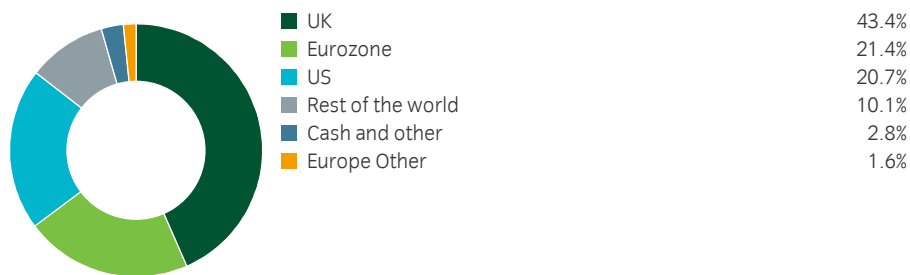 UK 43.4%
Eurozone 21.4%
US 20.7%
Rest of the world 10.1%
Cash and other 2.8%
Europe Other 1.6%